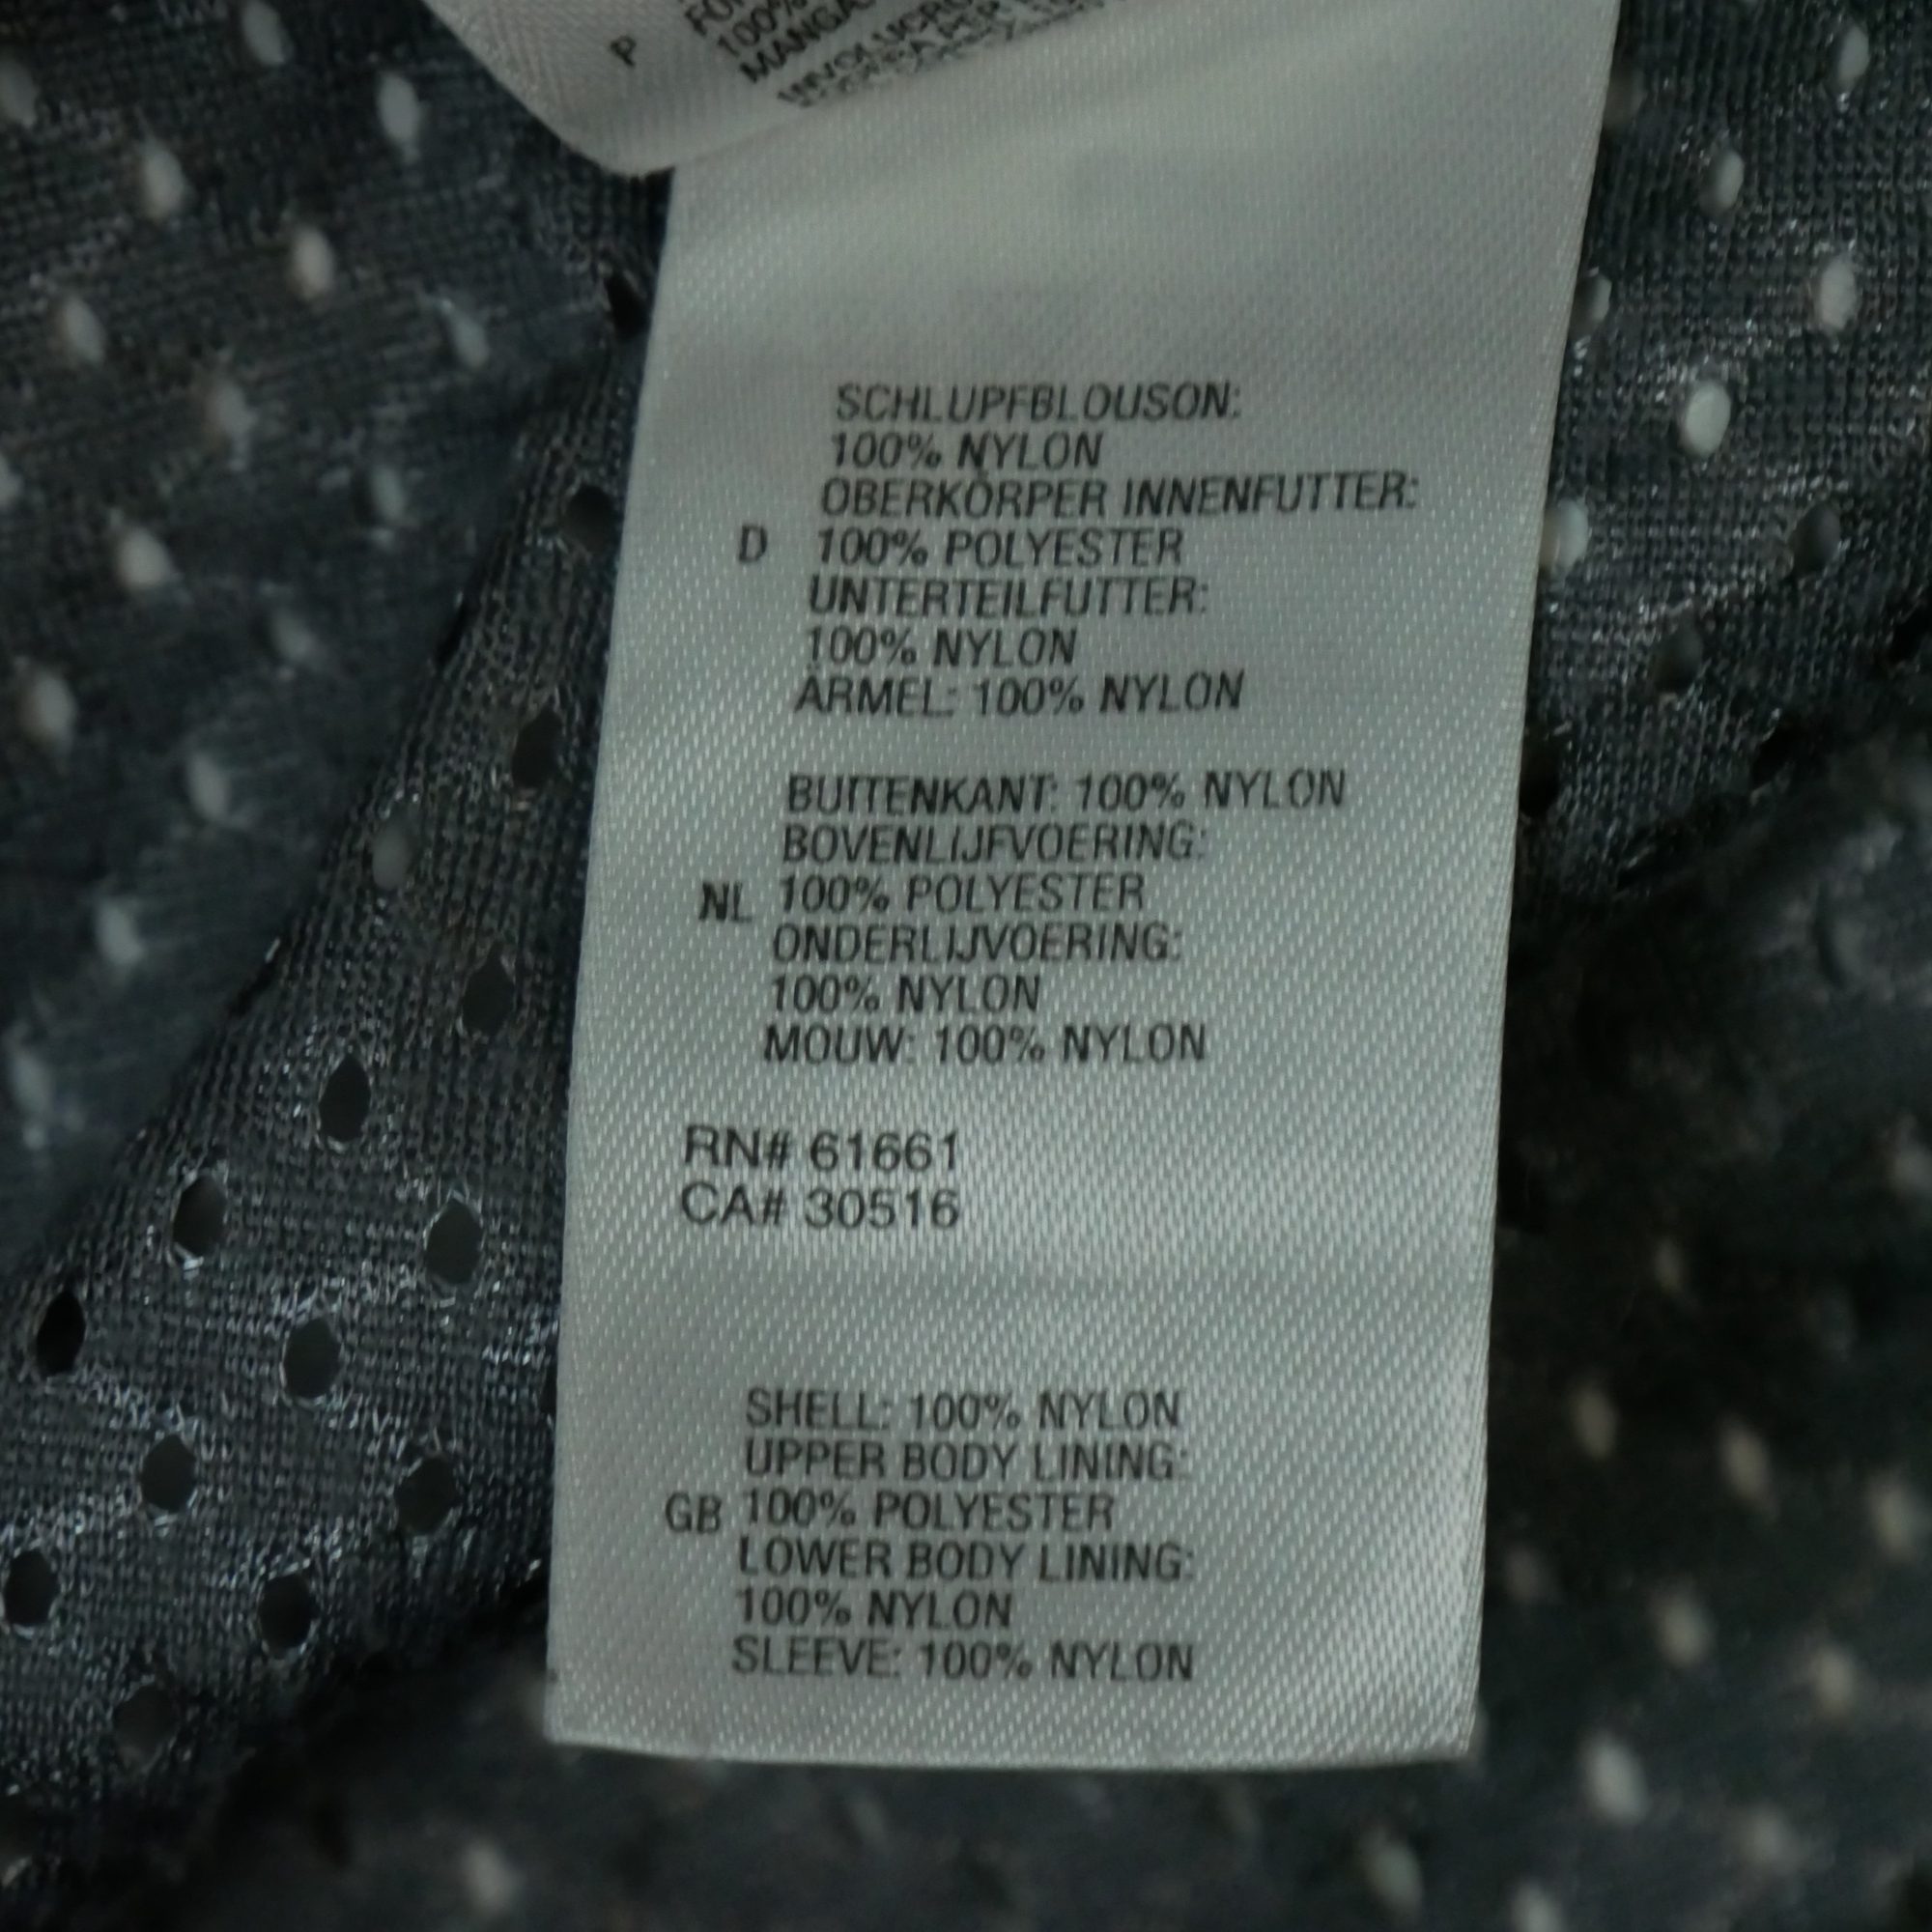 P
100%
MANGA
SCHLUPFBLOUSON:
100% NYLON
OBERKÖRPER INNENFUTTER:
D 100% POLYESTER
UNTERTEILFUTTER:
100% NYLON
ÄRMEL: 100% NYLON
BUITENKANT: 100% NYLON
BOVENLIJFVOERING:
NL 100% POLYESTER
ONDERLIJVOERING:
100% NYLON
MOUW: 100% NYLON
RN# 61661
CA# 30516
SHELL: 100% NYLON
UPPER BODY LINING:
GB 100% POLYESTER
LOWER BODY LINING:
100% NYLON
SLEEVE: 100% NYLON